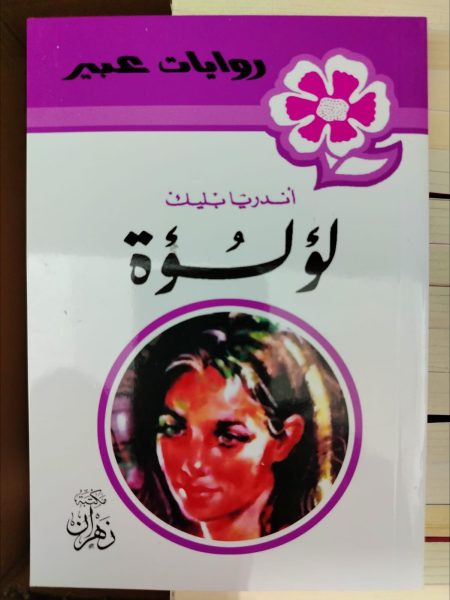 روايات عبير
أندريا بليك
لؤلؤة
مكتبة
زهران